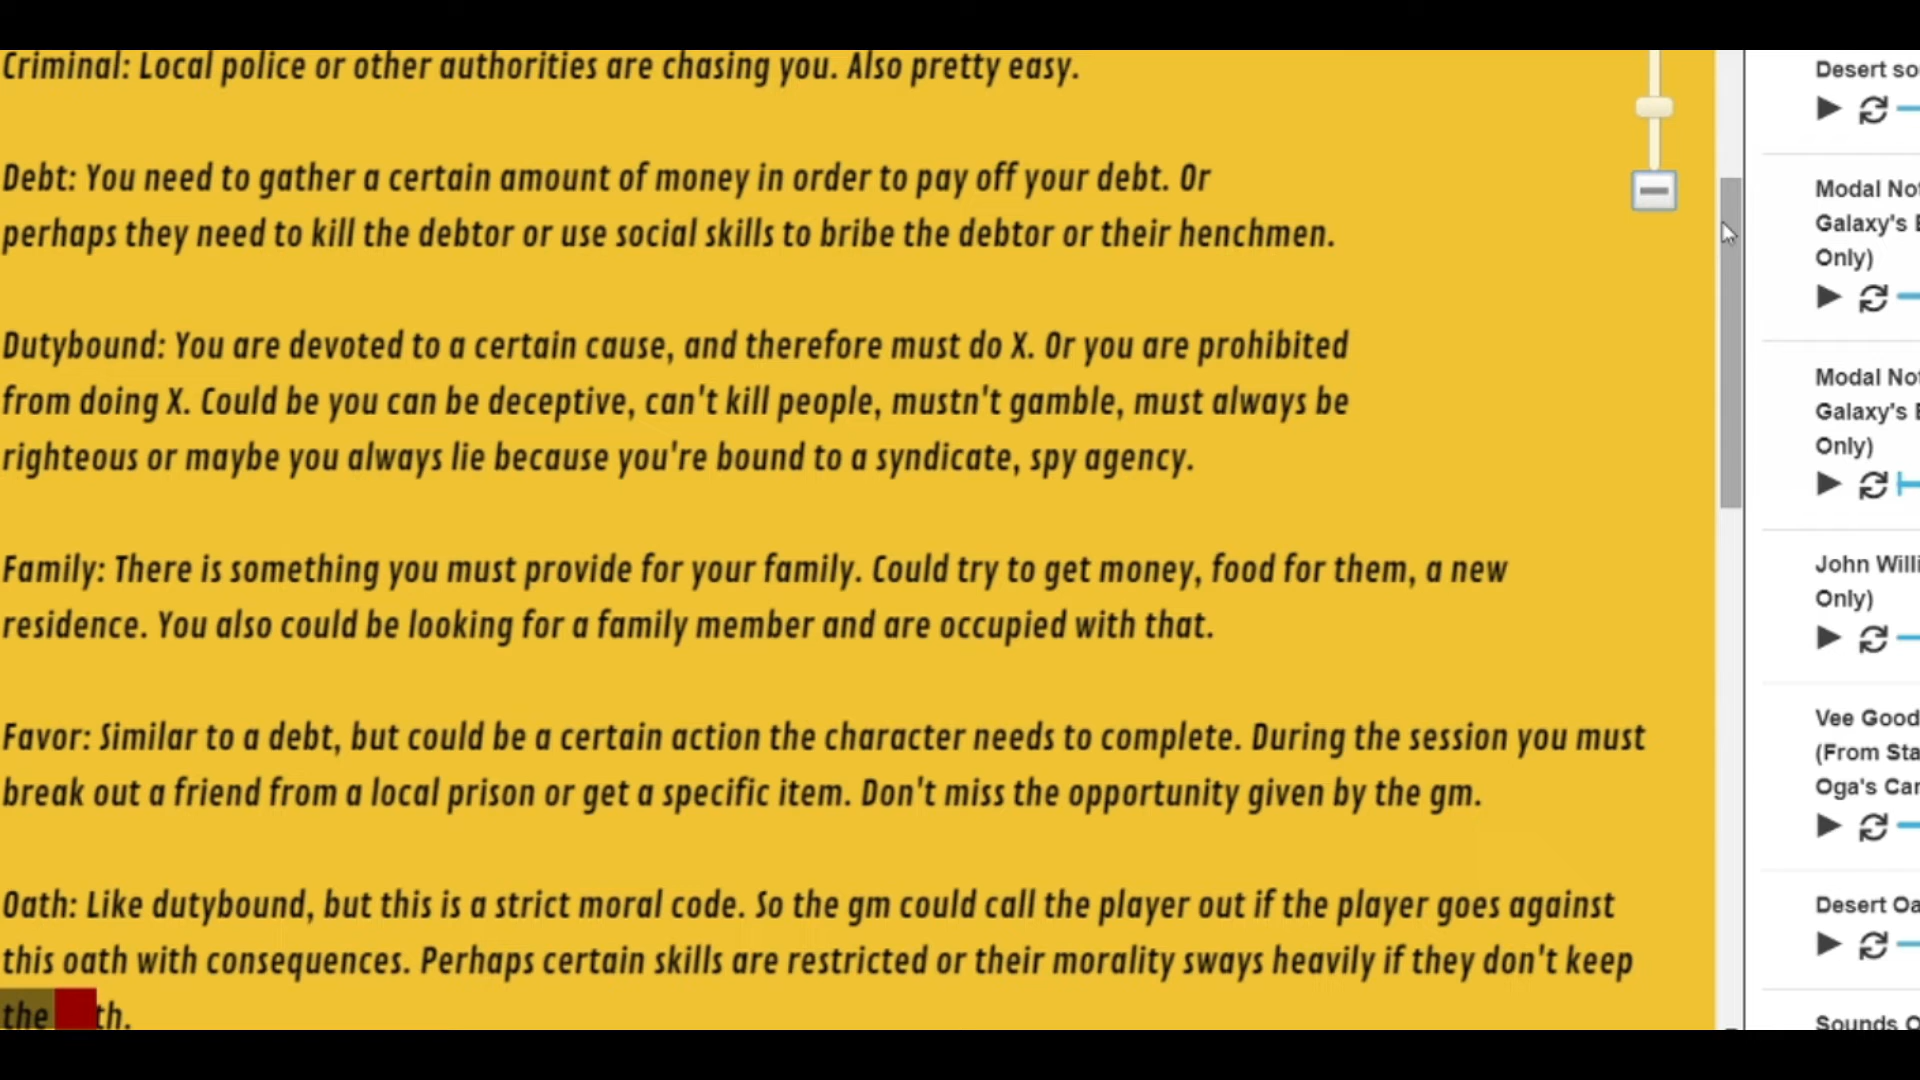 Criminal: Local police or other authorities are chasing you. Also pretty easy.
Debt: You need to gather a certain amount of money in order to pay off your debt. Or
perhaps they need to kill the debtor or use social skills to bribe the debtor or their henchmen.
Dutybound: You are devoted to a certain cause, and therefore must do X. Or you are prohibited
from doing X. Could be you can be deceptive, can't kill people, mustn't gamble, must always be
righteous or maybe you always lie because you're bound to a syndicate, spy agency.
Family: There is something you must provide for your family. Could try to get money, food for them, a new
residence. You also could be looking for a family member and are occupied with that.
Favor: Similar to a debt, but could be a certain action the character needs to complete. During the session you must
break out a friend from a local prison or get a specific item. Don't miss the opportunity given by the gm.
Oath: Like dutybound, but this is a strict moral code. So the gm could call the player out if the player goes against
this oath with consequences. Perhaps certain skills are restricted or their morality sways heavily if they don't keep
the th.
Desert so
Modal No
Galaxy's E
Only)
Modal No
Galaxy's E
Only)
John Willi
Only)
Vee Good
(From Sta
Oga's Can
Desert Oa
Sounds O